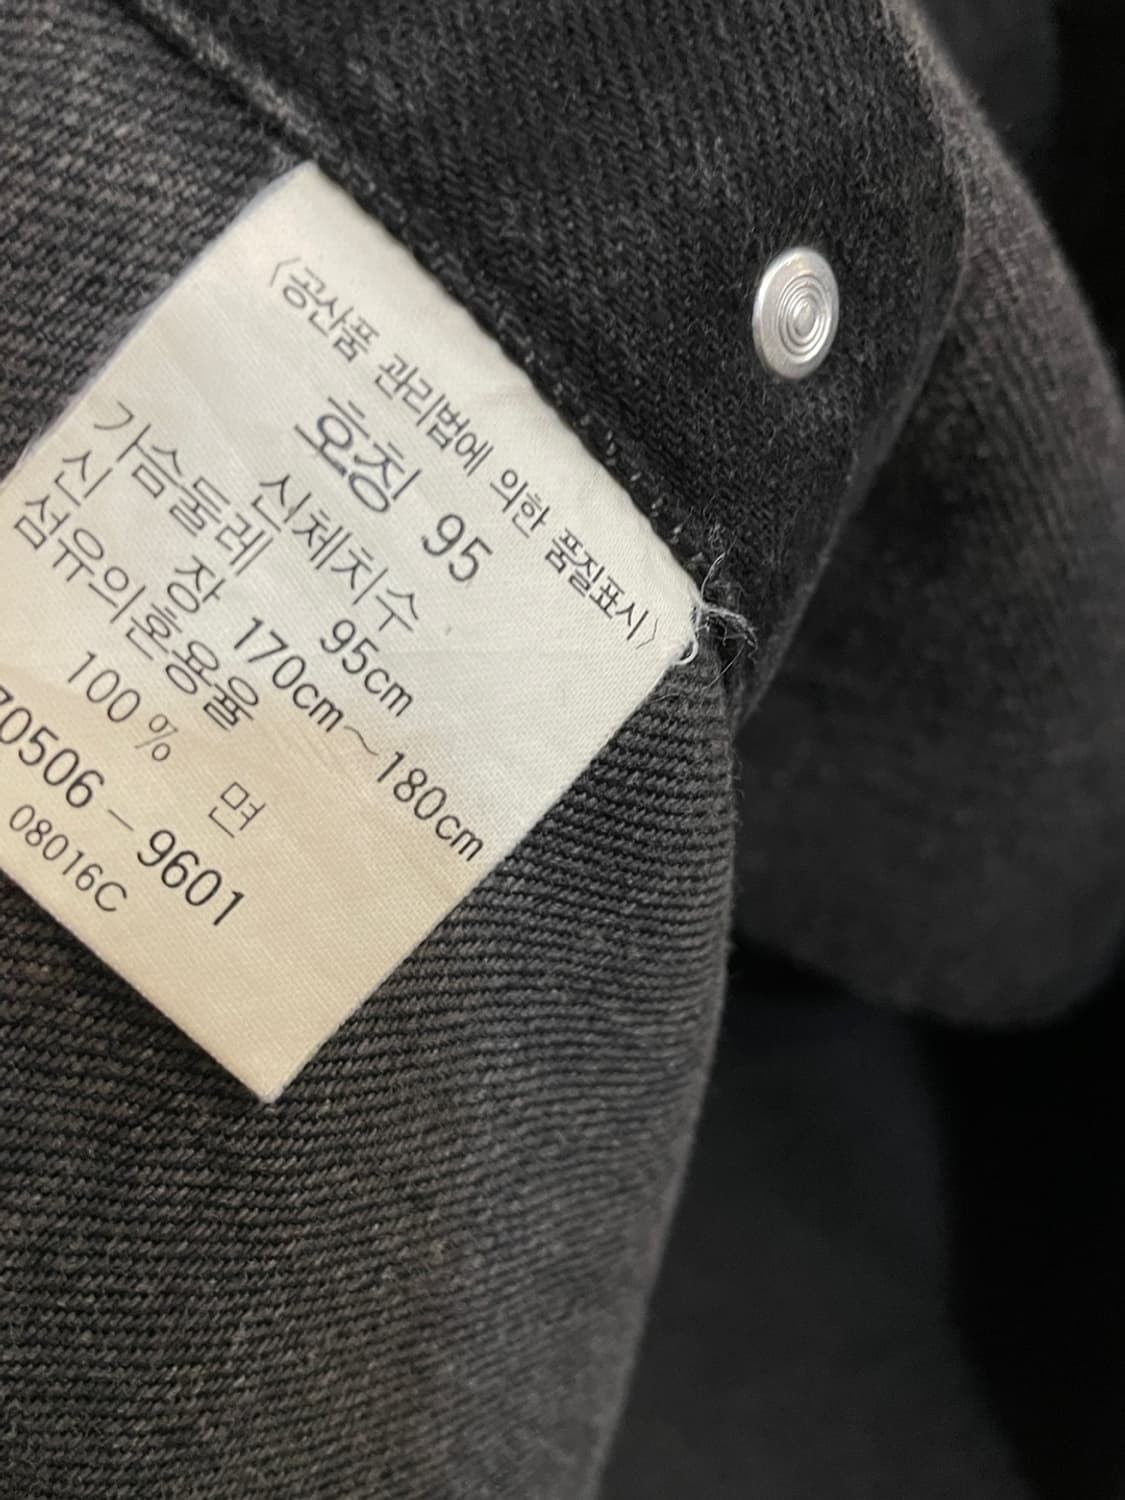 〈공산품 관리법에 의한 품질표시〉
호칭 95
신체치수
가슴둘레 95cm
신 장 170cm~180cm
섬유의혼용율
100 % 면
70506-9601
08016C